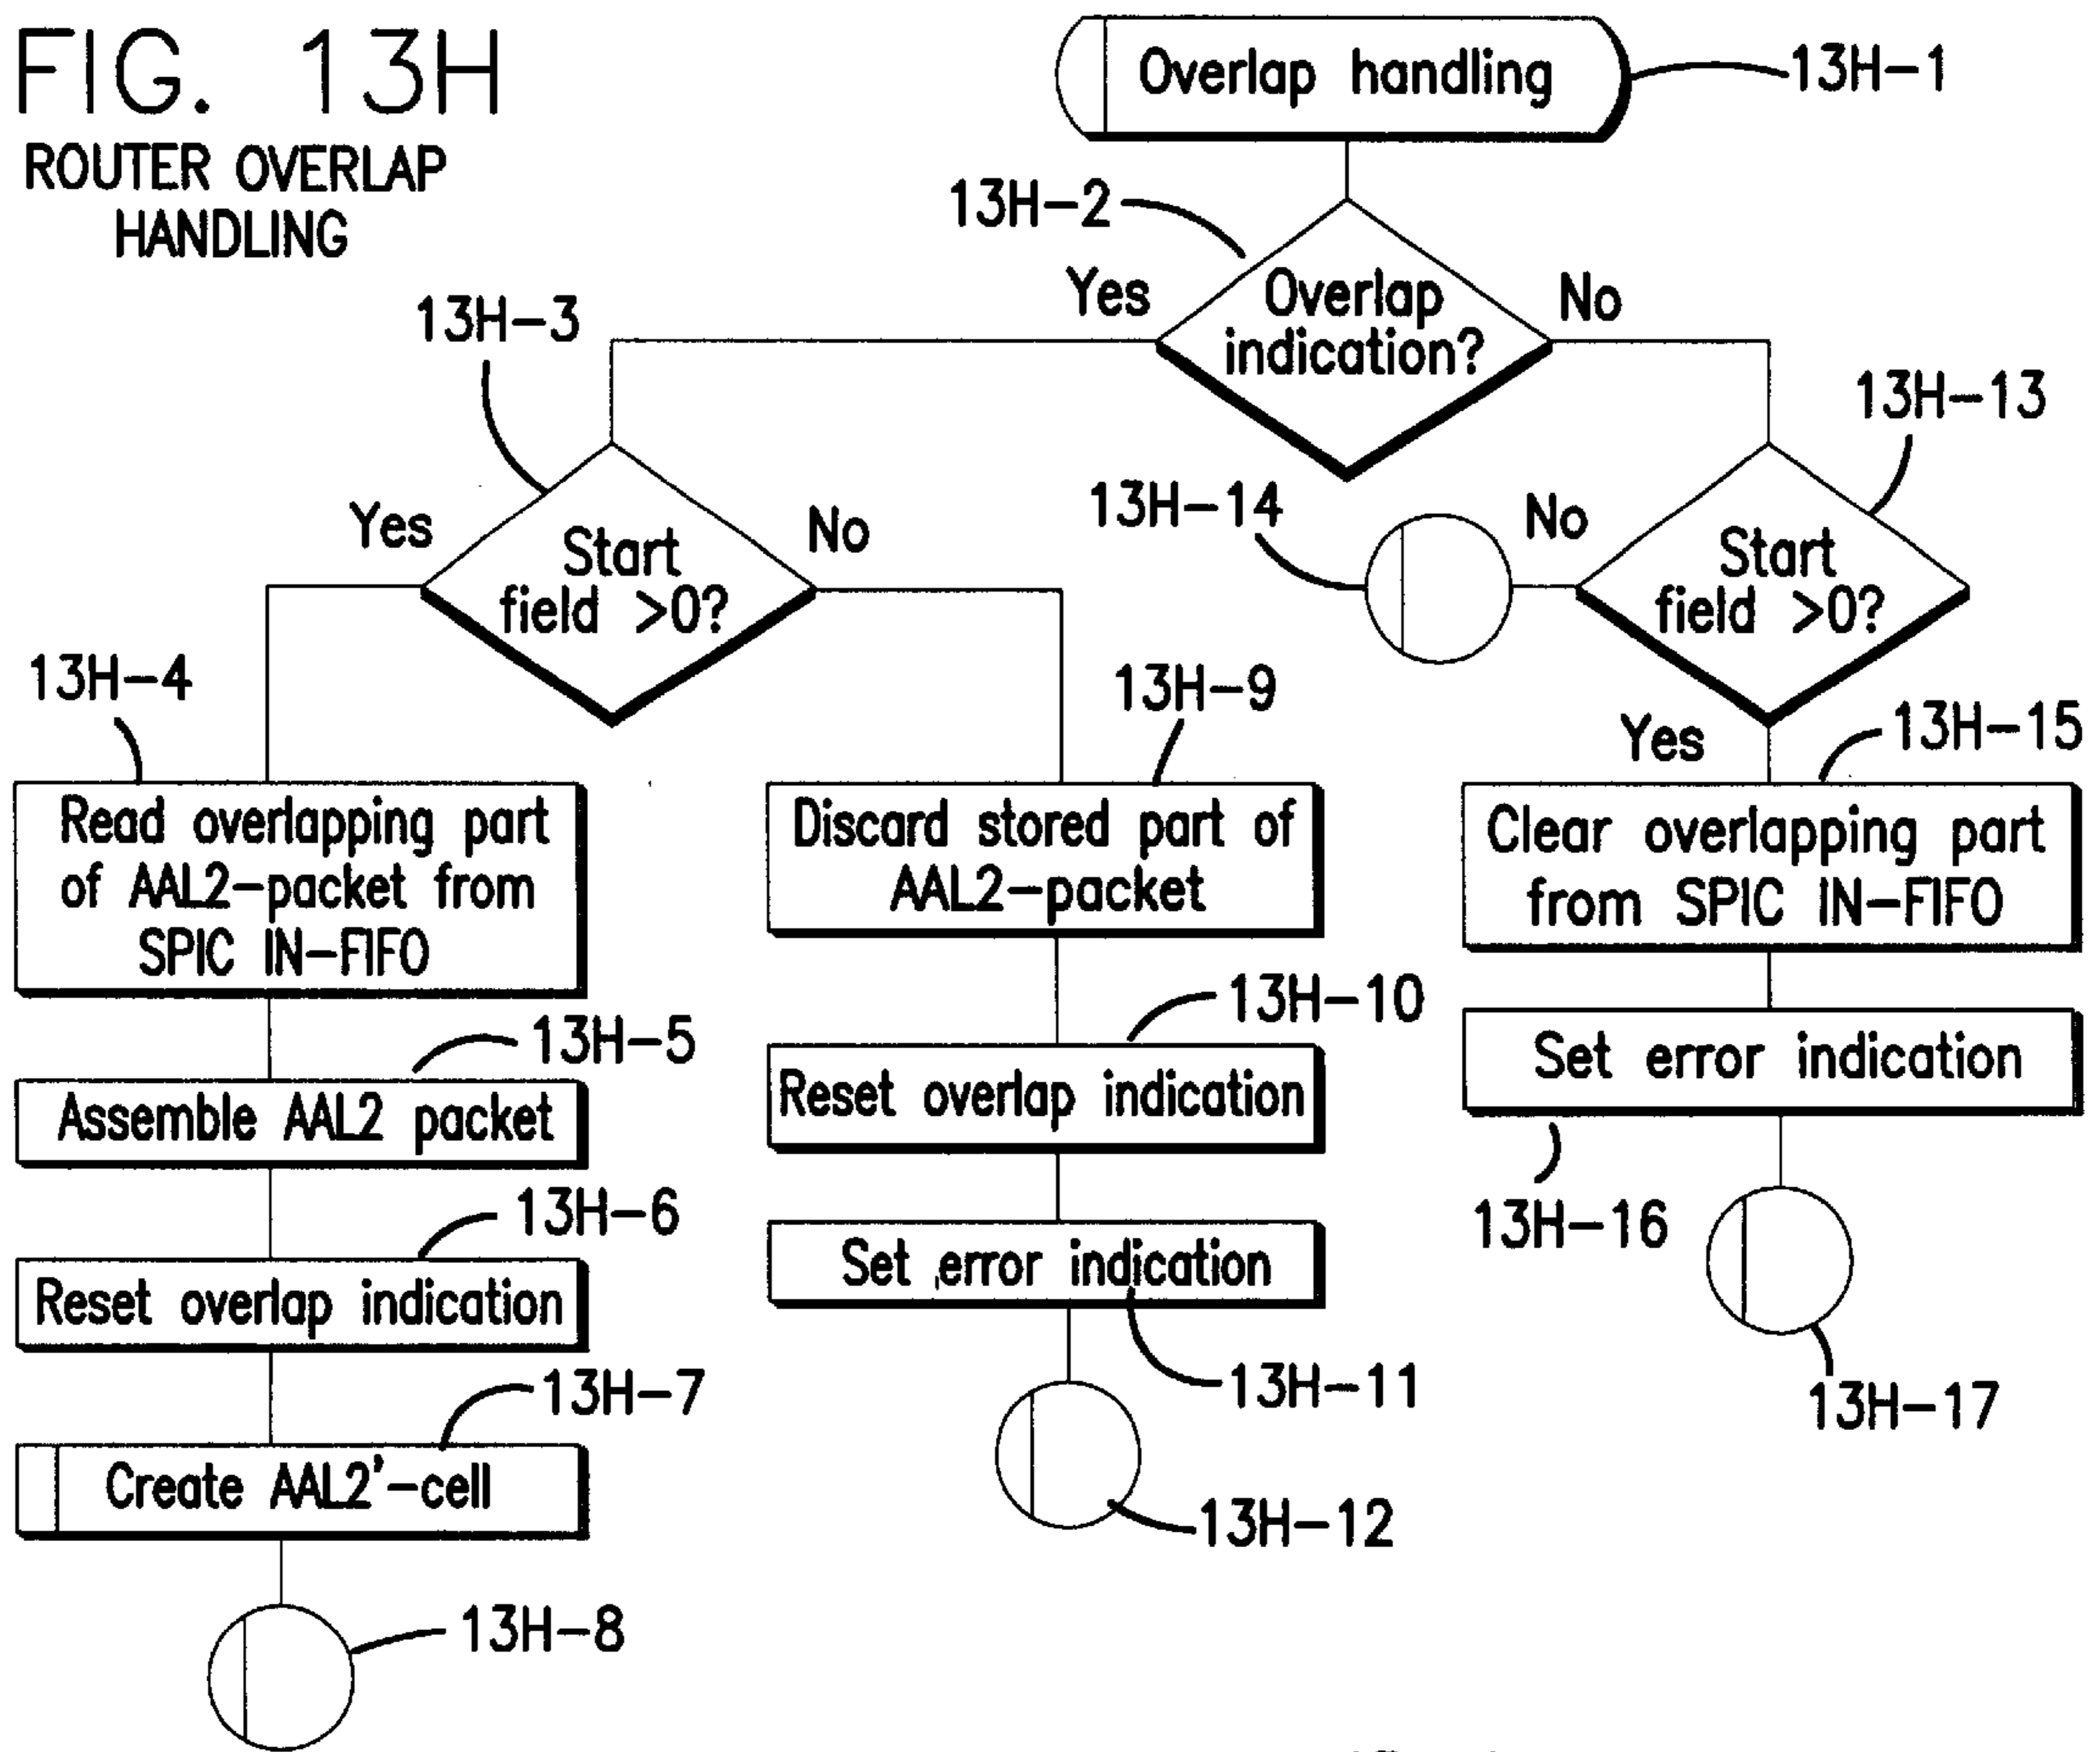 FIG. 13H
ROUTER OVERLAP
HANDLING
Overlap handling
13H-1
13H-2
Yes
Overlap
indication?
No
13H-3
13H-13
Yes
Start
field >0?
No
13H-14
No
Start
field >0?
Yes
13H-4
13H-9
13H-15
Read overlapping part
of AAL2-packet from
SPIC IN-FIFO
Discard stored part of
AAL2-packet
Clear overlapping part
from SPIC IN-FIFO
13H-5
13H-10
Assemble AAL2 packet
Reset overlap indication
Set error indication
13H-6
13H-16
Reset overlap indication
Set error indication
13H-7
13H-11
13H-17
Create AAL2'-cell
13H-12
13H-8